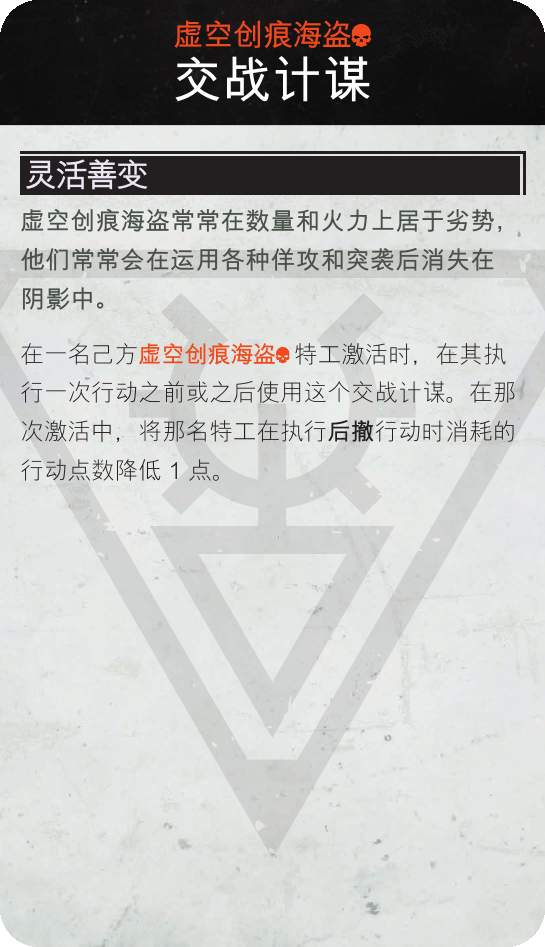 虚空创痕海盗
交战计谋
灵活善变
虚空创痕海盗常常在数量和火力上居于劣势，
他们常常会在运用各种佯攻和突袭后消失在
阴影中。
在一名己方虚空创痕海盗特工激活时，在其执
行一次行动之前或之后使用这个交战计谋。在那
次激活中，将那名特工在执行后撤行动时消耗的
行动点数降低 1 点。